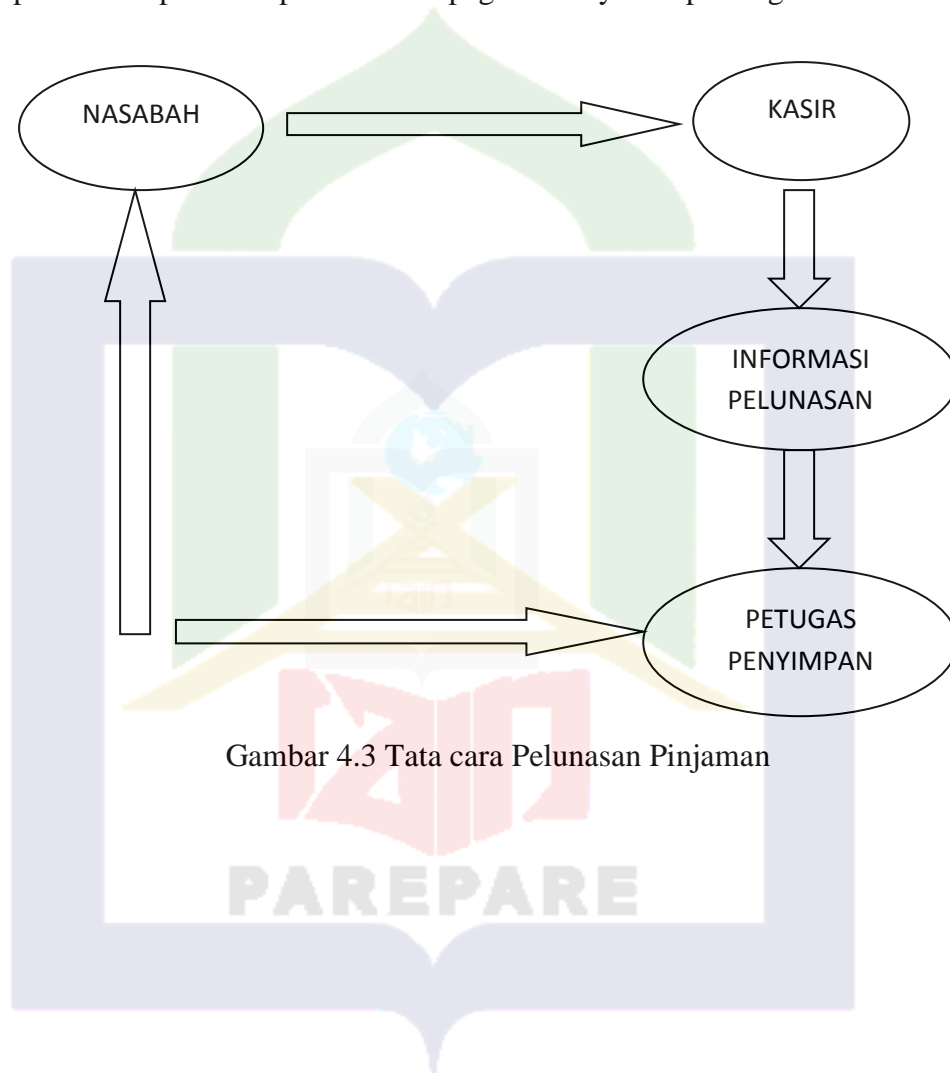 NASABAH
KASIR
INFORMASI
PELUNASAN
PETUGAS
PENYIMPAN
Gambar 4.3 Tata cara Pelunasan Pinjaman
PAREPARE